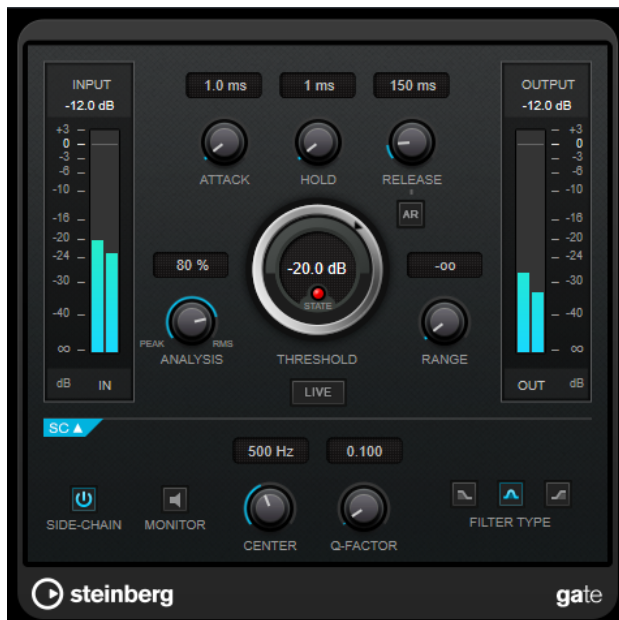 INPUT
-12.0 dB
1.0 ms
1 ms
150 ms
OUTPUT
-12.0 dB
+3
0
-3
-6
-10
-16
-20
-24
-30
-40
∞
dB IN
ATTACK
HOLD
RELEASE
AR
80 %
-20.0 dB
STATE
-∞
PEAK
RMS
ANALYSIS
THRESHOLD
RANGE
LIVE
+3
0
-3
-6
-10
-16
-20
-24
-30
-40
∞
OUT dB
SC
500 Hz
0.100
SIDE-CHAIN
MONITOR
CENTER
Q-FACTOR
FILTER TYPE
steinberg
gate